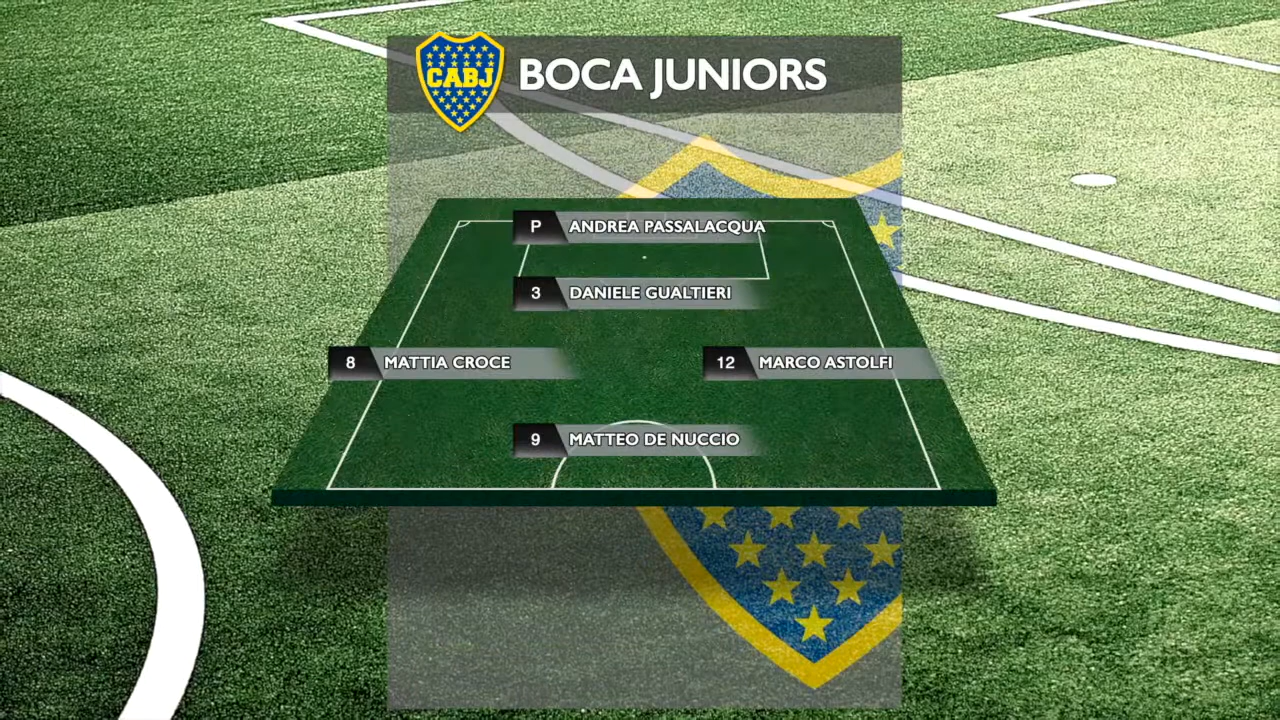 CABJ
BOCA JUNIORS
P ANDREA PASSALACQUA
3 DANIELE GUALTIERI
8 MATTIA CROCE
12 MARCO ASTOLFI
9 MATTEO DE NUCCIO